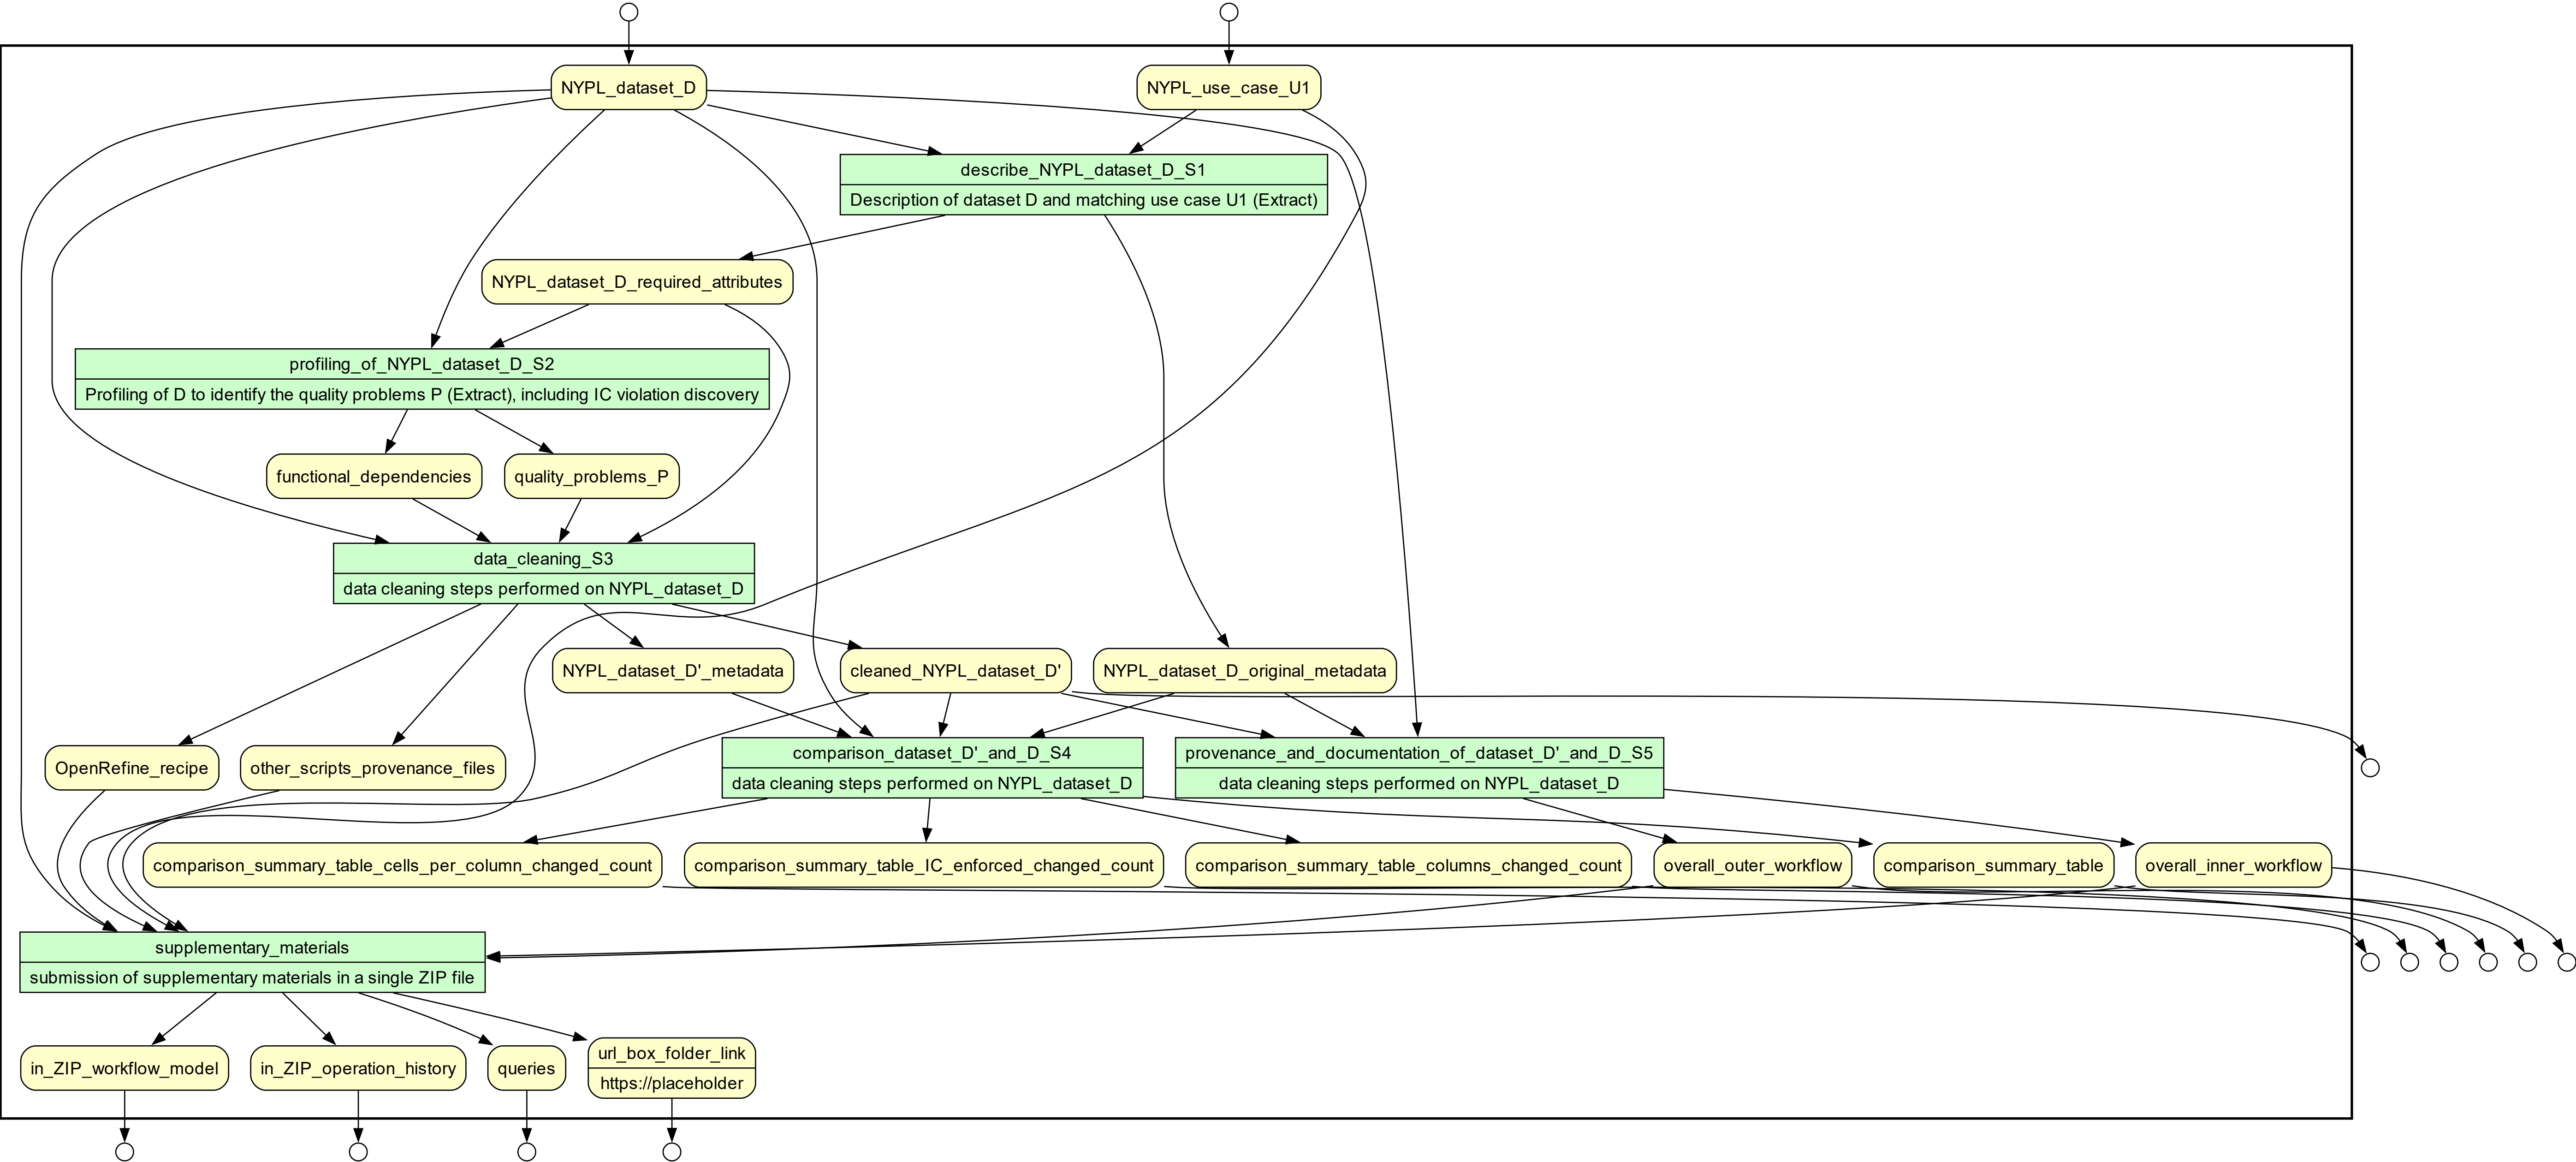 NYPL_dataset_D
NYPL_use_case_U1
describe_NYPL_dataset_D_S1
Description of dataset D and matching use case U1 (Extract)
NYPL_dataset_D_required_attributes
profiling_of_NYPL_dataset_D_S2
Profiling of D to identify the quality problems P (Extract), including IC violation discovery
functional_dependencies
quality_problems_P
data_cleaning_S3
data cleaning steps performed on NYPL_dataset_D
NYPL_dataset_D'_metadata
cleaned_NYPL_dataset_D'
NYPL_dataset_D_original_metadata
OpenRefine_recipe
other_scripts_provenance_files
comparison_dataset_D'_and_D_S4
data cleaning steps performed on NYPL_dataset_D
provenance_and_documentation_of_dataset_D'_and_D_S5
data cleaning steps performed on NYPL_dataset_D
comparison_summary_table_cells_per_column_changed_count
comparison_summary_table_IC_enforced_changed_count
comparison_summary_table_columns_changed_count
overall_outer_workflow
comparison_summary_table
overall_inner_workflow
supplementary_materials
submission of supplementary materials in a single ZIP file
in_ZIP_workflow_model
in_ZIP_operation_history
queries
url_box_folder_link
https://placeholder